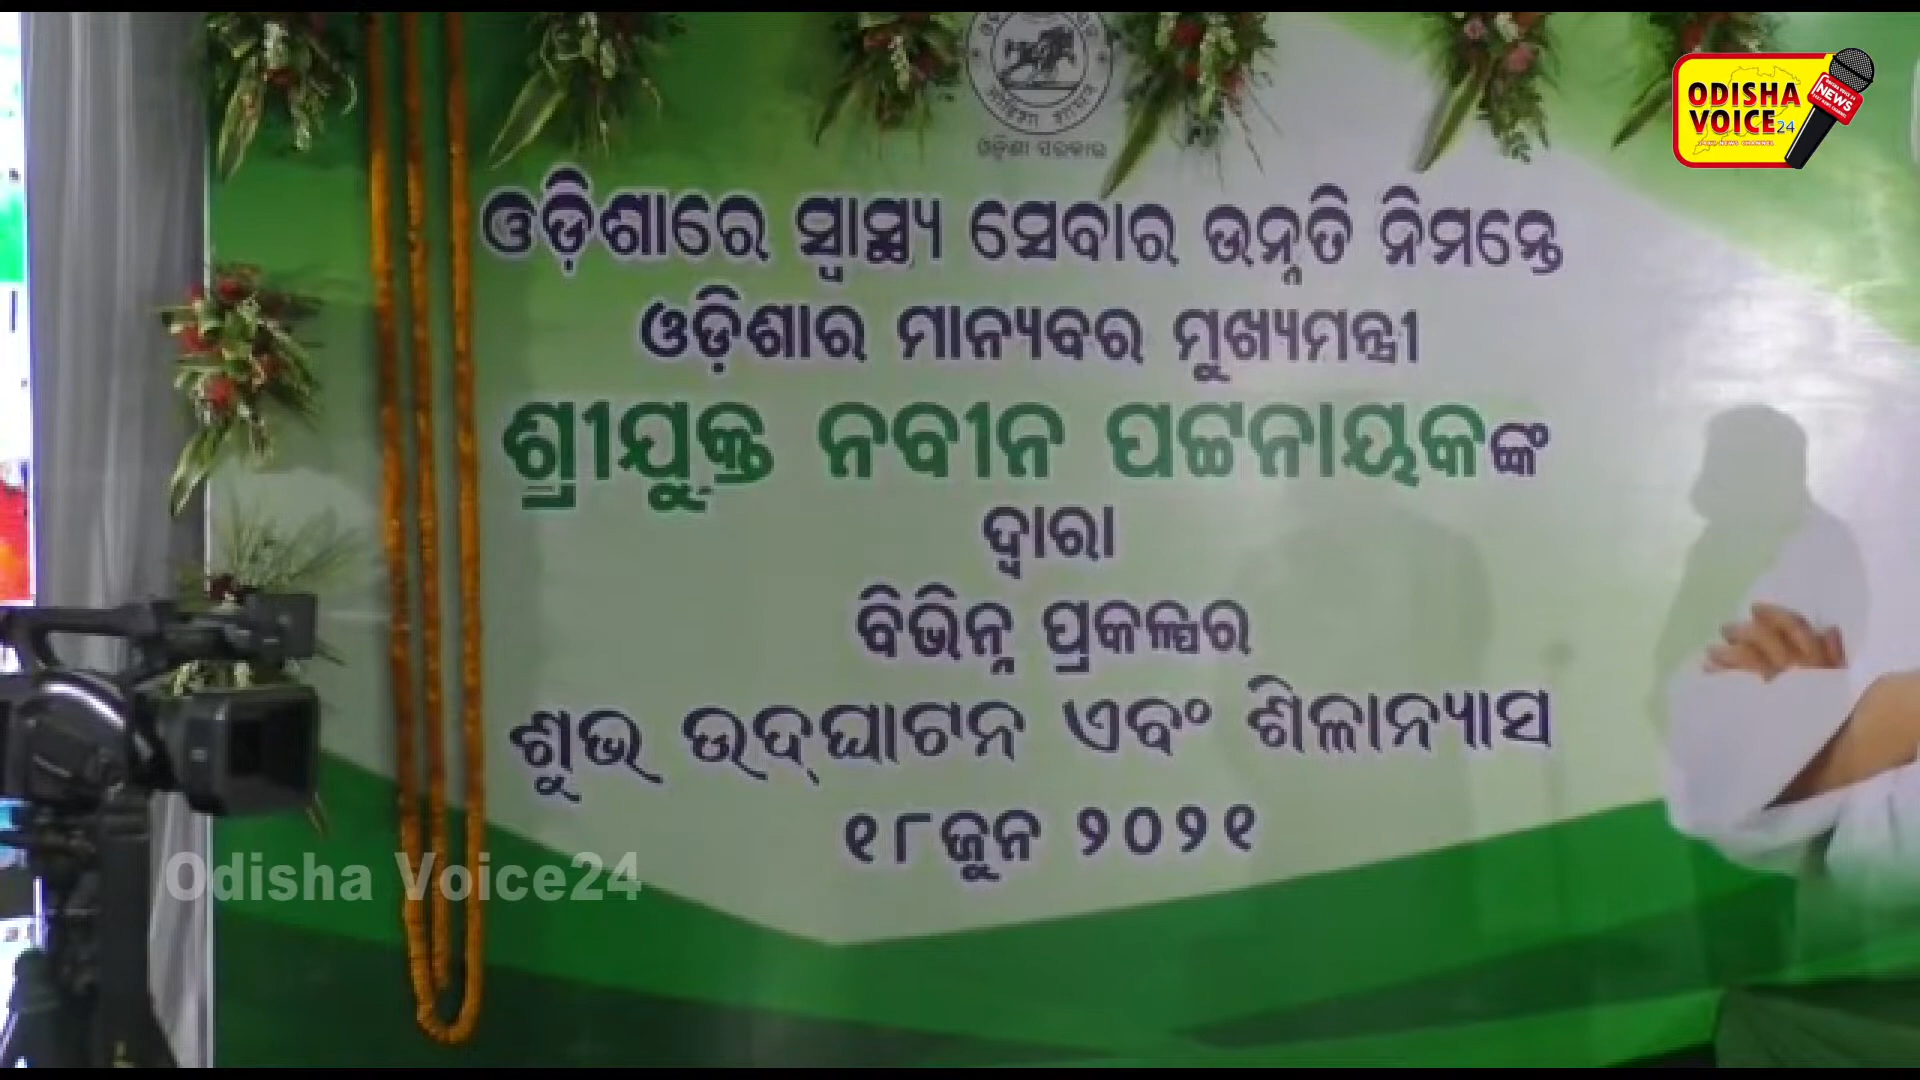 ODISHA
VOICE24
NEWS
ଓଡ଼ିଶା ସରକାର
ଓଡ଼ିଶାରେ ସ୍ୱାସ୍ଥ୍ୟ ସେବାର ଉନ୍ନତି ନିମନ୍ତେ
ଓଡ଼ିଶାର ମାନ୍ୟବର ମୁଖ୍ୟମନ୍ତ୍ରୀ
ଶ୍ରୀଯୁକ୍ତ ନବୀନ ପଟ୍ଟନାୟକଙ୍କ
ଦ୍ୱାରା
ବିଭିନ୍ନ ପ୍ରକଳ୍ପର
ଶୁଭ ଉଦ୍‌ଘାଟନ ଏବଂ ଶିଳାନ୍ୟାସ
୧୮ ଜୁନ ୨୦୨୧
Odisha Voice24